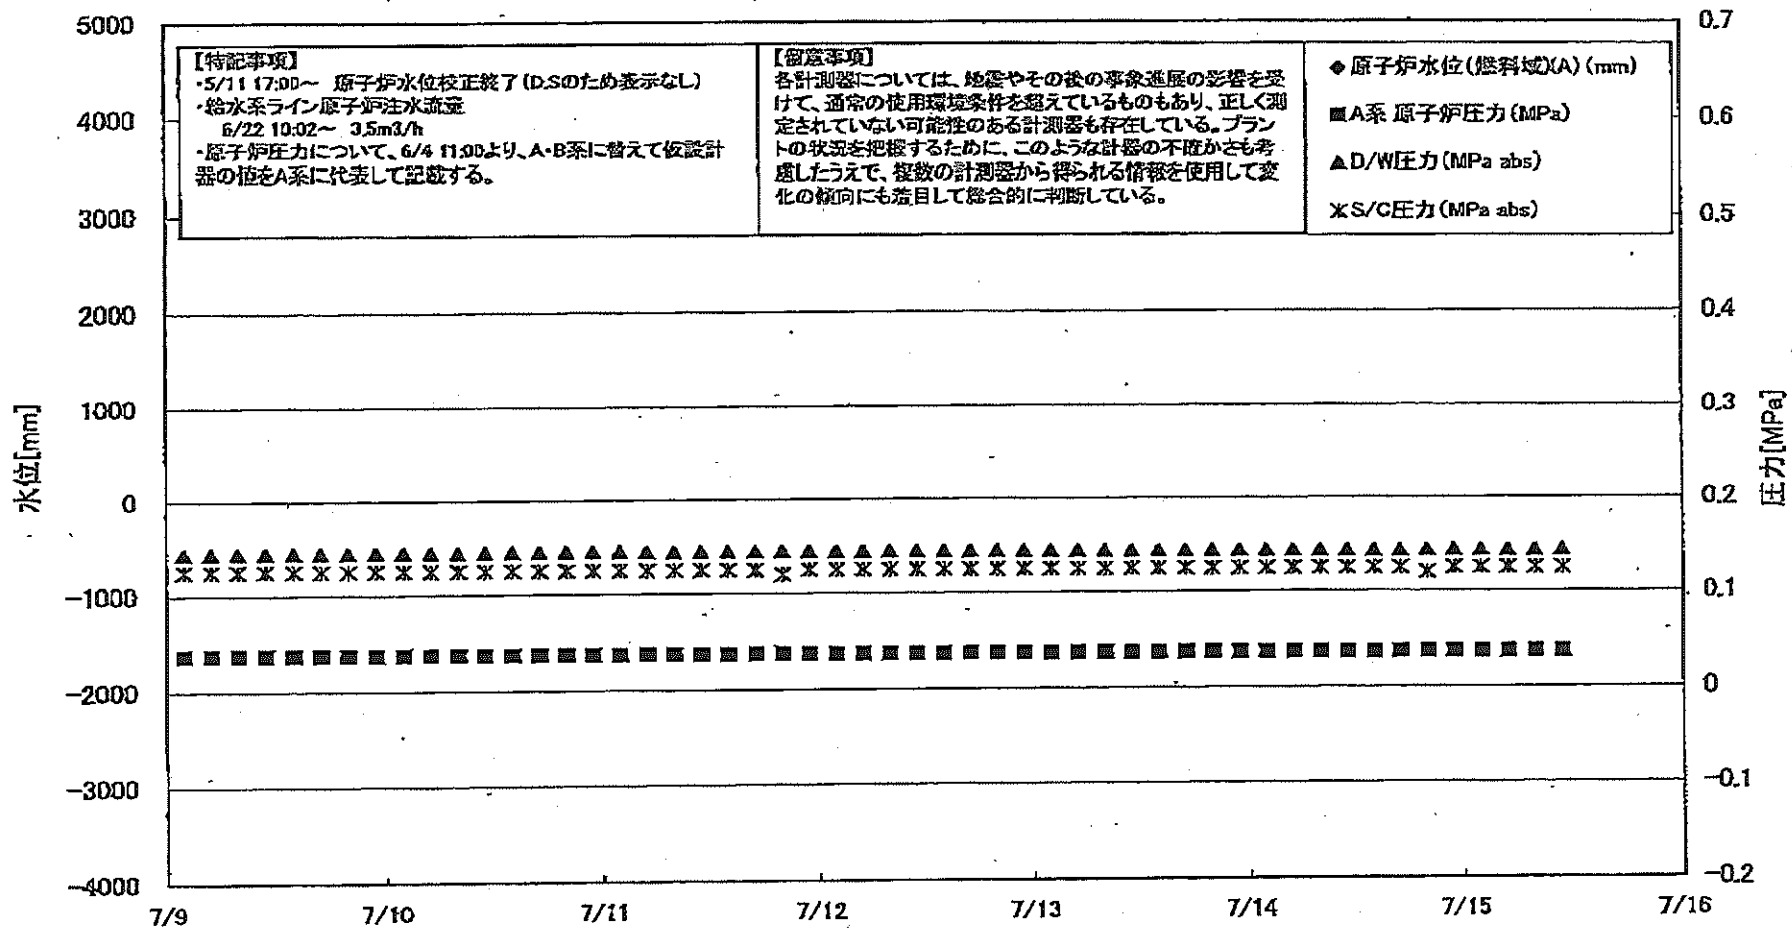 5000
4000
3000
2000
1000
0
−1000
−2000
−3000
−4000
水位[mm]
【特記事項】
・5/11 17:00～ 原子炉水位校正終了(D.Sのため表示なし)
・給水系ライン原子炉注水流量
6/22 10:02～ 3.5m3/h
・原子炉圧力について、6/4 11:00より、A・B系に替えて仮設計
器の値をA系に代表して記載する。
【留意事項】
各計測器については、地震やその後の事象進展の影響を受
けて、通常の使用環境条件を超えているものもあり、正しく測
定されていない可能性のある計測器も存在している。プラン
トの状況を把握するために、このような計器の不確かさも考
慮したうえで、複数の計測器から得られる情報を使用して変
化の傾向にも着目して総合的に判断している。
◆原子炉水位(燃料域)(A)(mm)
■A系 原子炉圧力(MPa)
▲D/W圧力(MPa abs)
S/C圧力(MPa abs)
0.7
0.6
0.5
0.4
0.3
0.2
0.1
0
−0.1
−0.2
圧力[MPa]
7/9
7/10
7/11
7/12
7/13
7/14
7/15
7/16